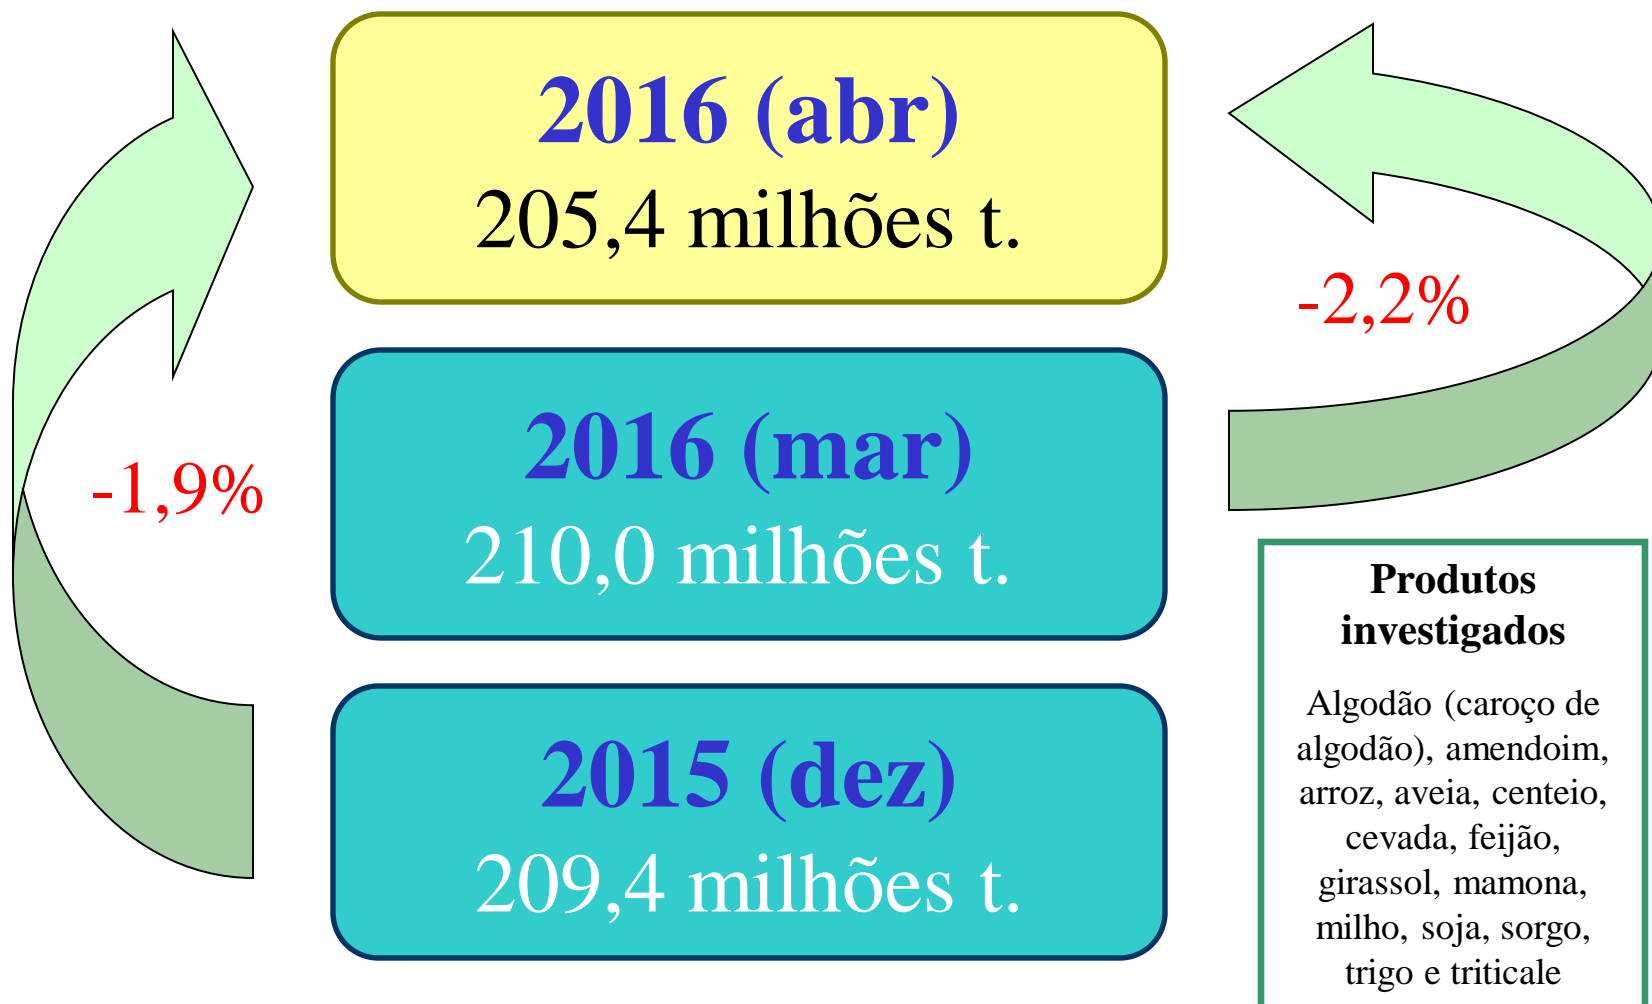 2016 (abr)
205,4 milhões t.
-2,2%
2016 (mar)
210,0 milhões t.
-1,9%
2015 (dez)
209,4 milhões t.
Produtos
investigados
Algodão (caroço de
algodão), amendoim,
arroz, aveia, centeio,
cevada, feijão,
girassol, mamona,
milho, soja, sorgo,
trigo e triticale